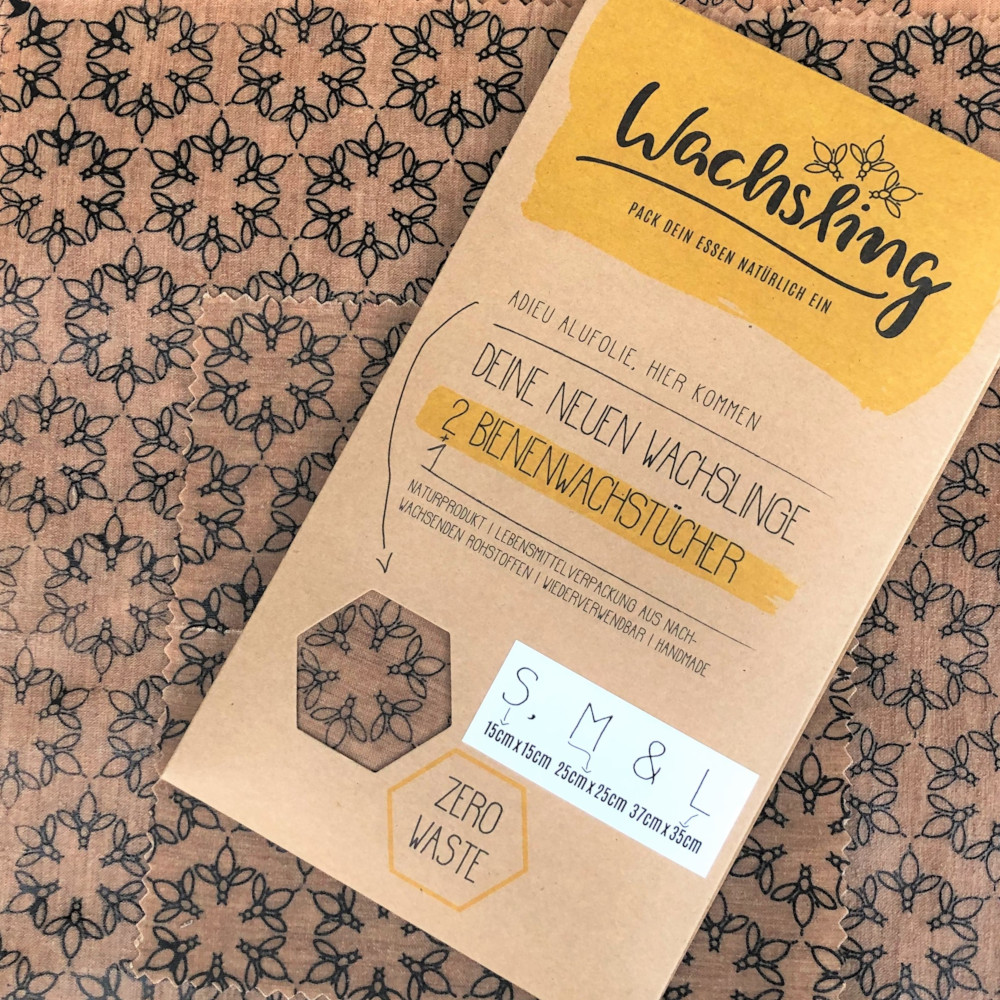 Wachsling
PACK DEIN ESSEN NATÜRLICH EIN
ADIEU ALUFOLIE, HIER KOMMEN
DEINE NEUEN WACHSLINGE
2 BIENENWACHSTÜCHER
+
1
NATURPRODUKT | LEBENSMITTELVERPACKUNG AUS NACH-
WACHSENDEN ROHSTOFFEN | WIEDERVERWENDBAR | HANDMADE
S, M & L
15cm x 15cm 25cm x 25cm 37cm x 35cm
ZERO
WASTE